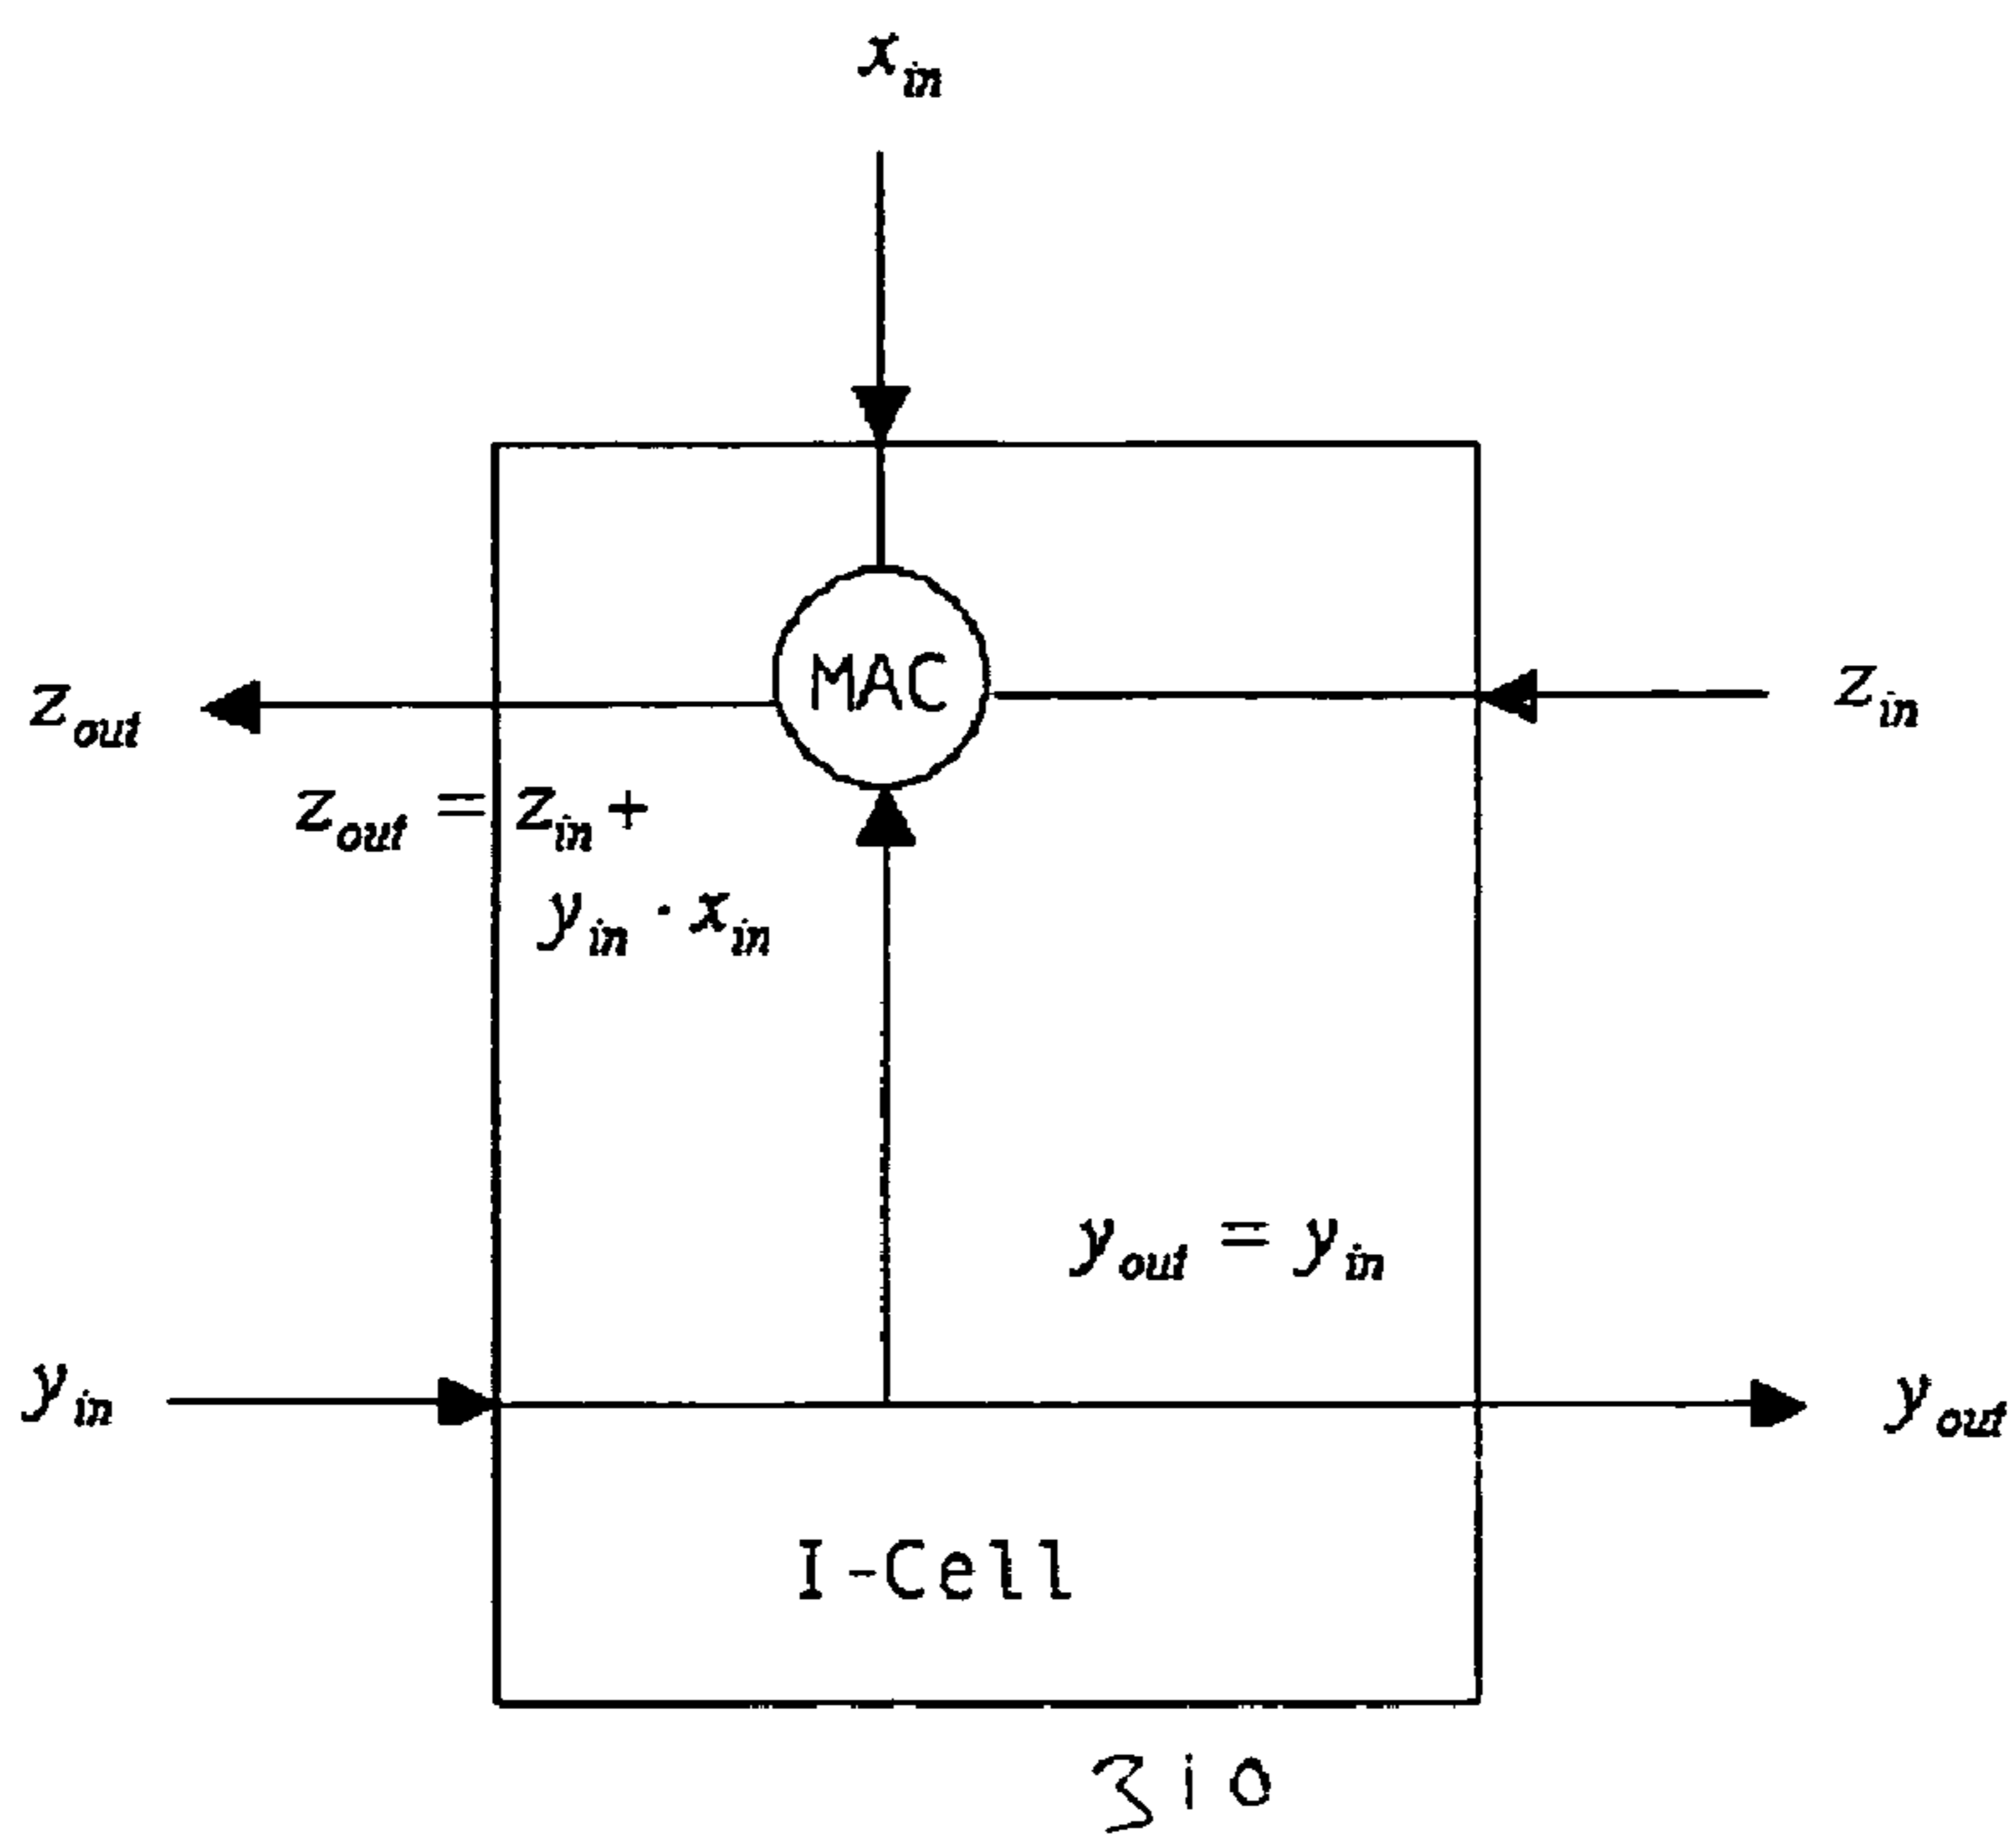 x_in
MAC
z_out
z_in
z_out = z_in +
y_in · x_in
y_out = y_in
y_in
y_out
I-Cell
310